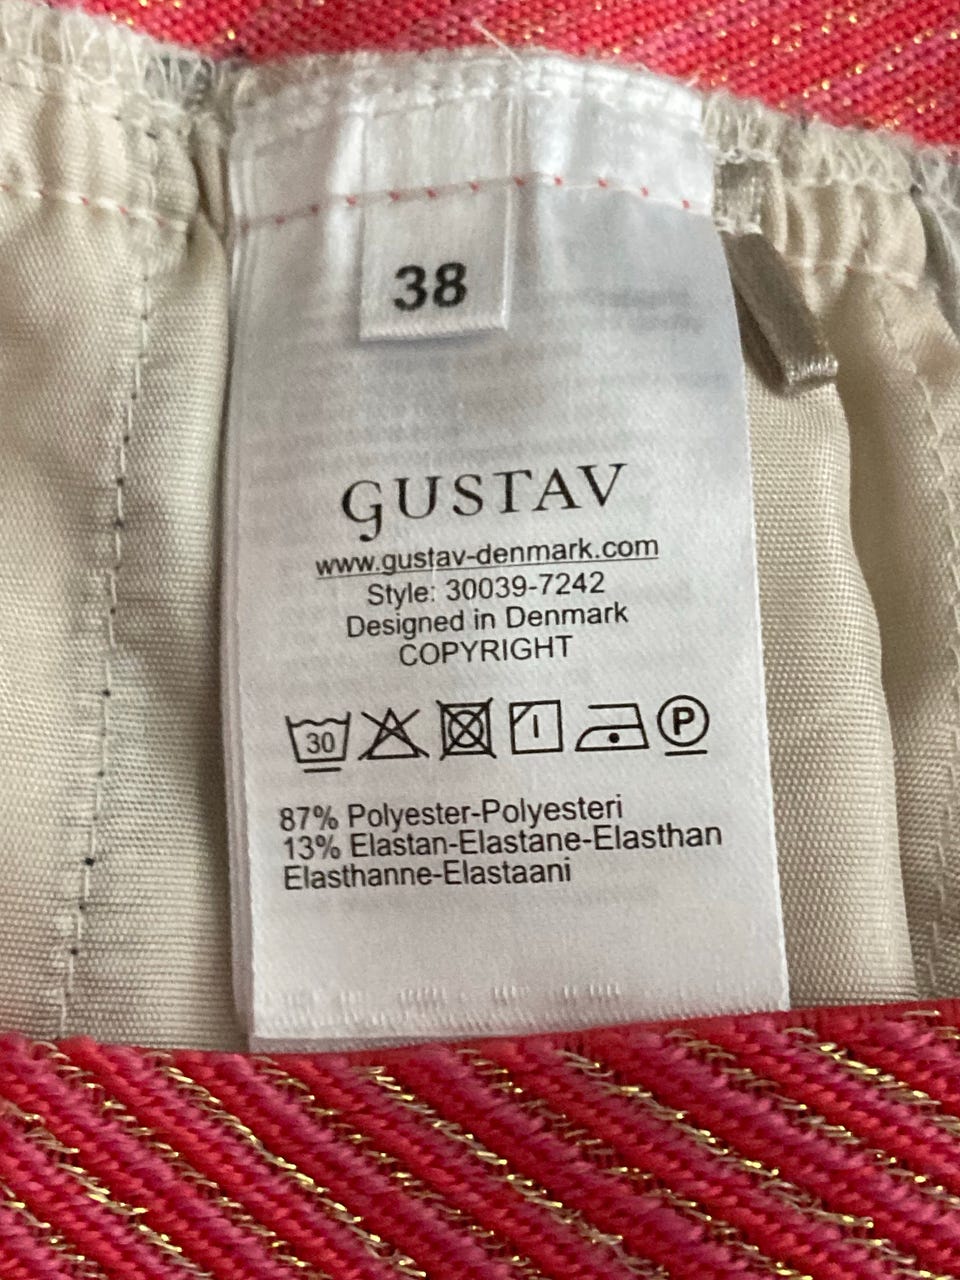 38
GUSTAV
www.gustav-denmark.com
Style: 30039-7242
Designed in Denmark
COPYRIGHT
30 P
87% Polyester-Polyesteri
13% Elastan-Elastane-Elasthan
Elasthanne-Elastaani